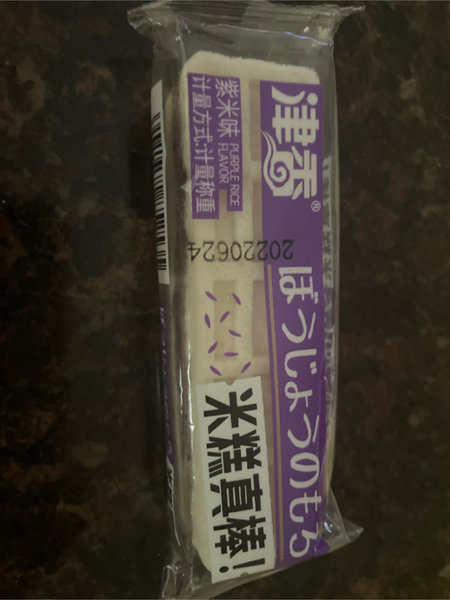 津香®
紫米味 PURPLE RICE FLAVOR
计量方式:计量称重
20220624
ぼうじょうのもち
米糕真棒!